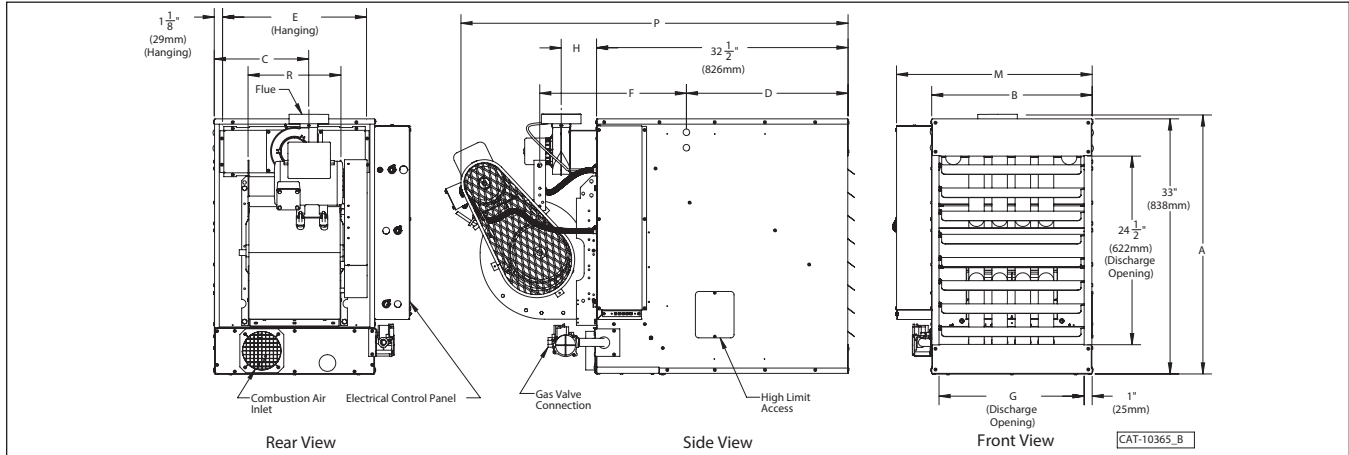 1 1/8"
(29mm)
(Hanging)
E
(Hanging)
C
R
Flue
Combustion Air
Inlet
Electrical Control Panel
Rear View
P
H
32 1/2"
(826mm)
F
D
Gas Valve
Connection
High Limit
Access
Side View
M
B
33"
(838mm)
24 1/2"
(622mm)
(Discharge
Opening)
A
G
(Discharge
Opening)
1"
(25mm)
Front View
CAT-10365_B